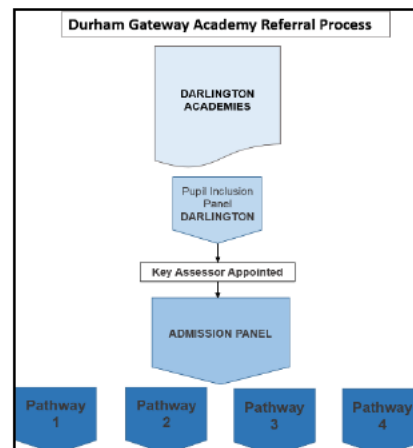 Durham Gateway Academy Referral Process
DARLINGTON
ACADEMIES
Pupil Inclusion
Panel
DARLINGTON
Key Assessor Appointed
ADMISSION PANEL
Pathway
1
Pathway
2
Pathway
3
Pathway
4